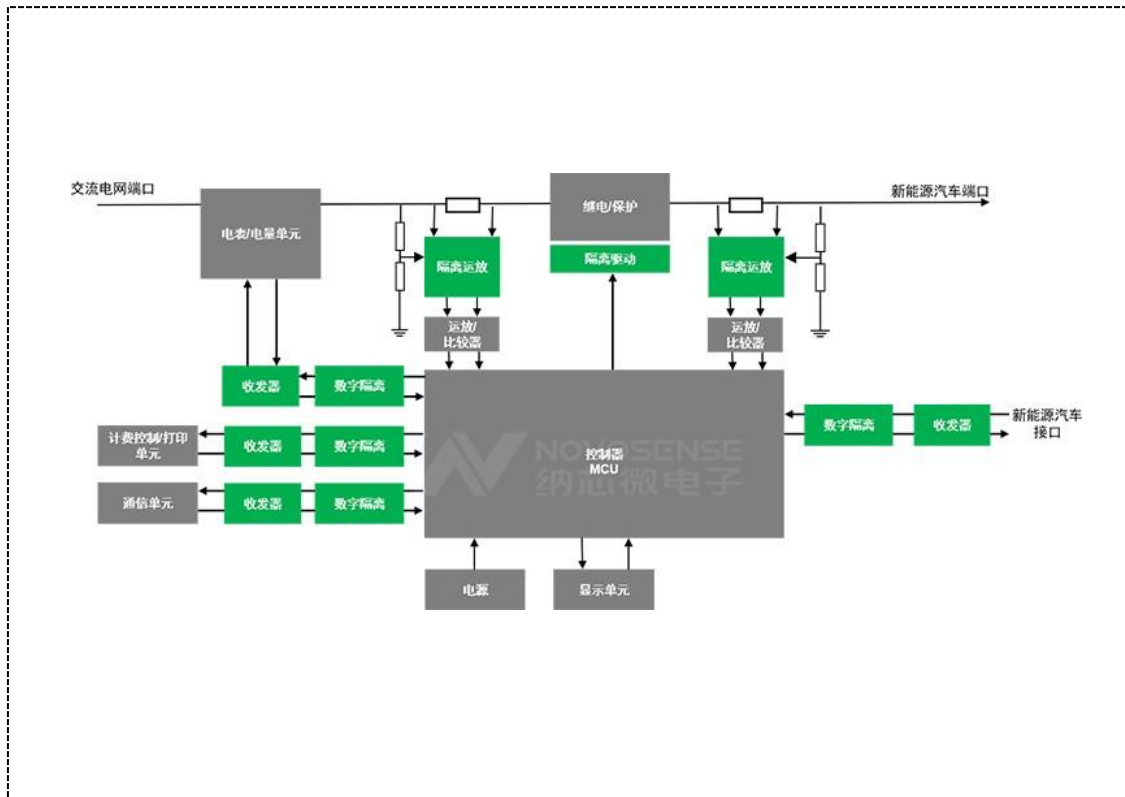 交流电网端口
继电/保护
新能源汽车端口
电表/电量单元
隔离运放
隔离驱动
隔离运放
运放/
比较器
运放/
比较器
收发器
数字隔离
计费控制/打印
单元
收发器
数字隔离
NOVOSENSE
纳芯微电子
控制器
MCU
数字隔离
收发器
新能源汽车
接口
通信单元
收发器
数字隔离
电源
显示单元